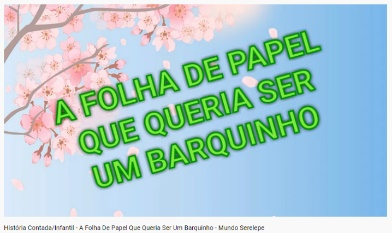 A FOLHA DE PAPEL
QUE QUERIA SER
UM BARQUINHO
História Contada/Infantil - A Folha De Papel Que Queria Ser Um Barquinho - Mundo Serelepe